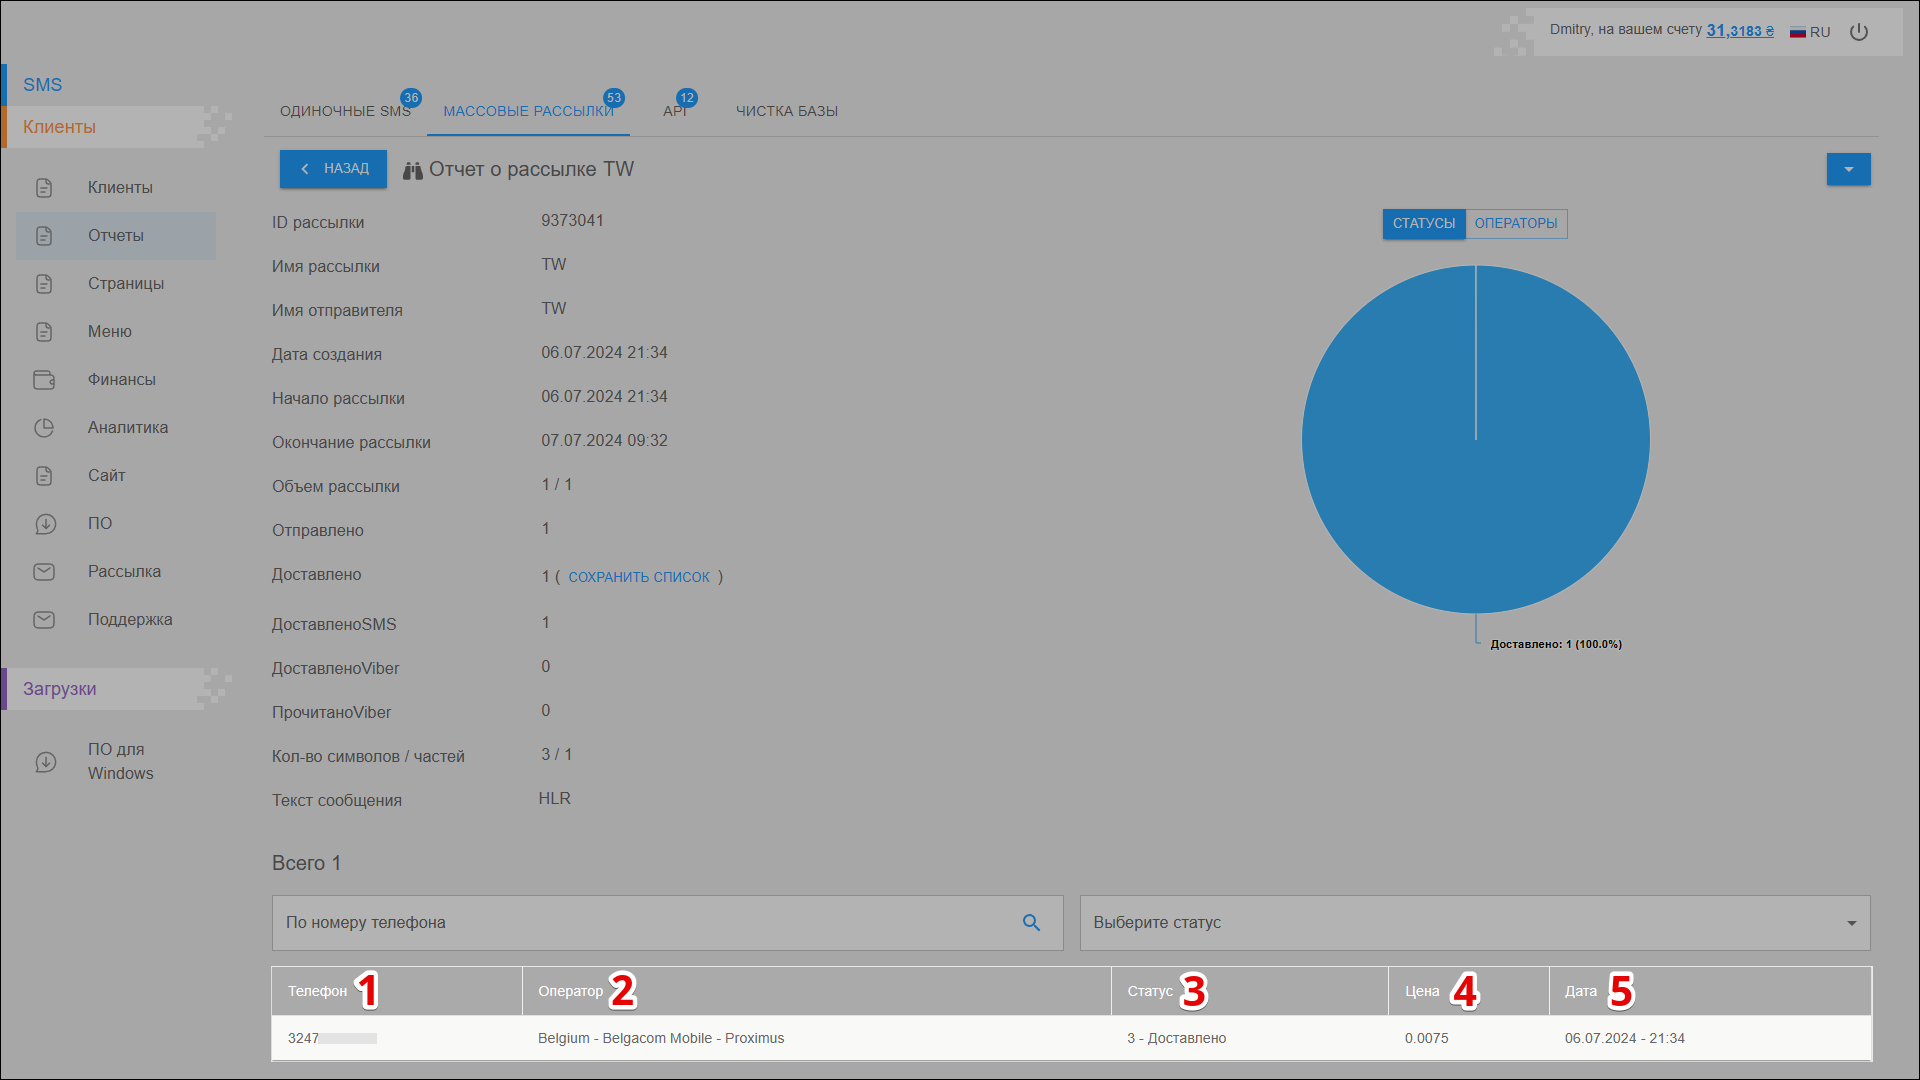 Dmitry, на вашем счету 31,3183 ₴ RU
SMS
Клиенты
Клиенты
Отчеты
Страницы
Меню
Финансы
Аналитика
Сайт
ПО
Рассылка
Поддержка
Загрузки
ПО для
Windows
ОДИНОЧНЫЕ SMS 36 МАССОВЫЕ РАССЫЛКИ 53 API 12 ЧИСТКА БАЗЫ
НАЗАД Отчет о рассылке TW
ID рассылки 9373041
Имя рассылки TW
Имя отправителя TW
Дата создания 06.07.2024 21:34
Начало рассылки 06.07.2024 21:34
Окончание рассылки 07.07.2024 09:32
Объем рассылки 1 / 1
Отправлено 1
Доставлено 1 ( СОХРАНИТЬ СПИСОК )
ДоставленоSMS 1
ДоставленоViber 0
ПрочитаноViber 0
Кол-во символов / частей 3 / 1
Текст сообщения HLR
СТАТУСЫ ОПЕРАТОРЫ
Доставлено: 1 (100.0%)
Всего 1
По номеру телефона Выберите статус
Телефон 1 Оператор 2 Статус 3 Цена 4 Дата 5
3247 Belgium - Belgacom Mobile - Proximus 3 - Доставлено 0.0075 06.07.2024 - 21:34